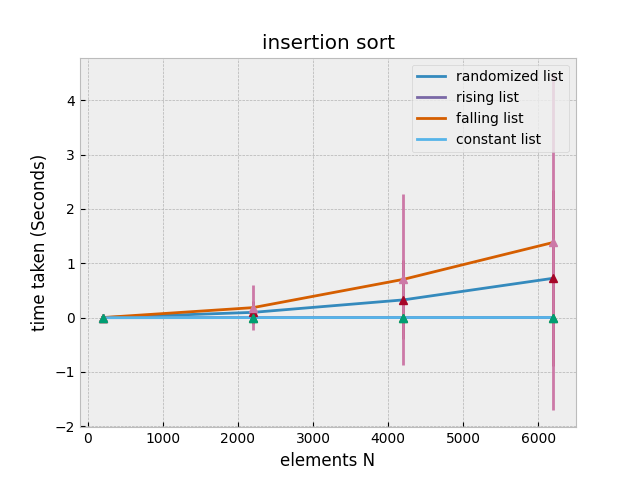 insertion sort
randomized list
rising list
falling list
constant list
time taken (Seconds)
4
3
2
1
0
−1
−2
0 1000 2000 3000 4000 5000 6000
elements N